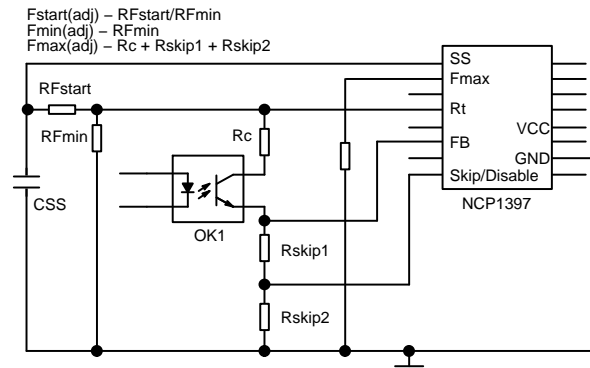 Fstart(adj) – RFstart/RFmin
Fmin(adj) – RFmin
Fmax(adj) – Rc + Rskip1 + Rskip2
SS
Fmax
RFstart
Rt
RFmin
Rc
VCC
FB
GND
Skip/Disable
CSS
NCP1397
OK1
Rskip1
Rskip2